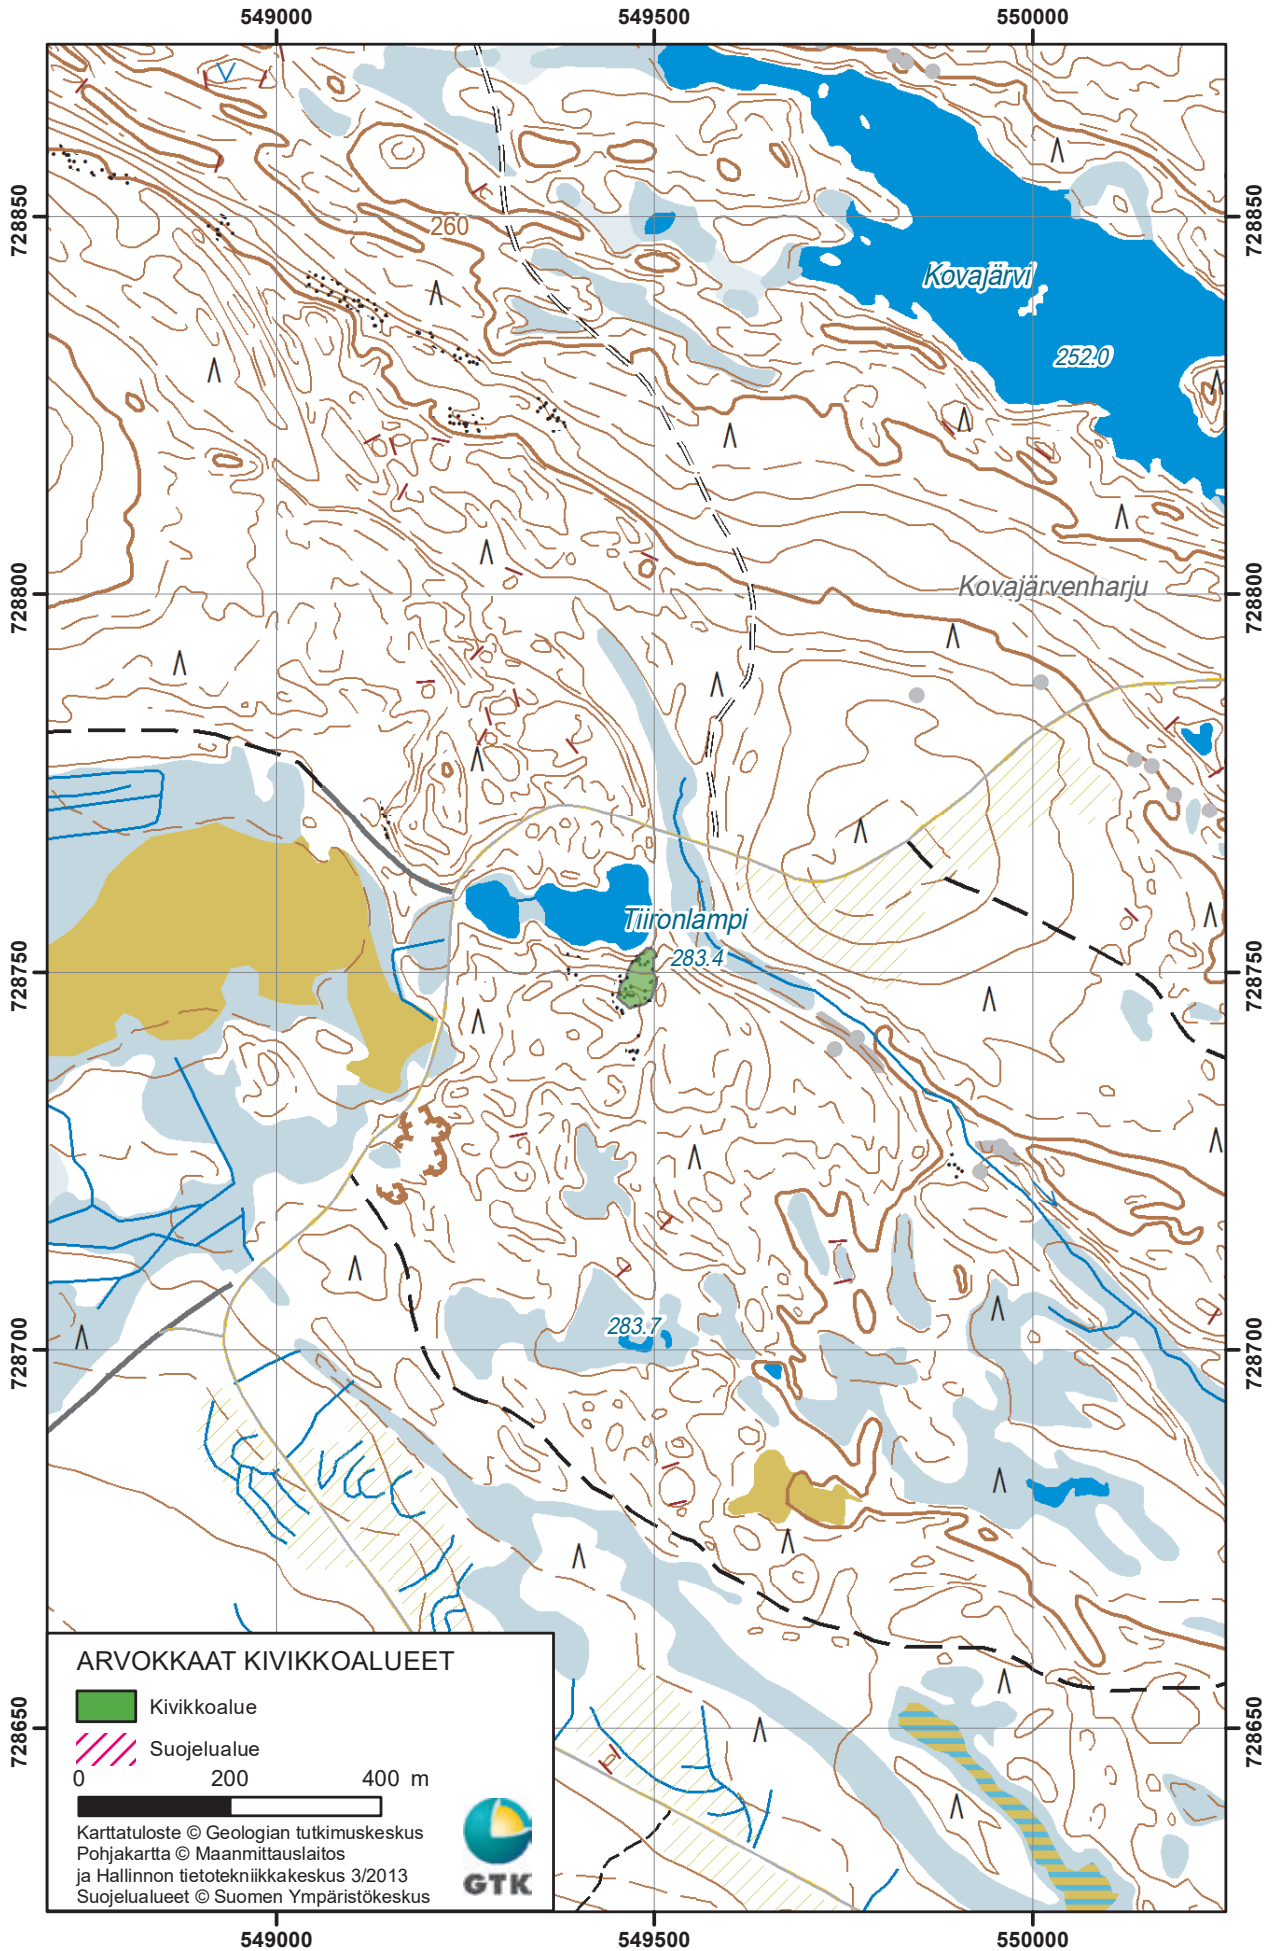 549000 549500 550000
728850 728850
260
Kovajärvi
252.0
728800 728800
Kovajärvenharju
Tiironlampi
283.4
728750 728750
283.7
728700 728700
728650 728650
ARVOKKAAT KIVIKKOALUEET
Kivikkoalue
Suojelualue
0 200 400 m
Karttatuloste © Geologian tutkimuskeskus
Pohjakartta © Maanmittauslaitos
ja Hallinnon tietotekniikkakeskus 3/2013
Suojelualueet © Suomen Ympäristökeskus
GTK
549000 549500 550000